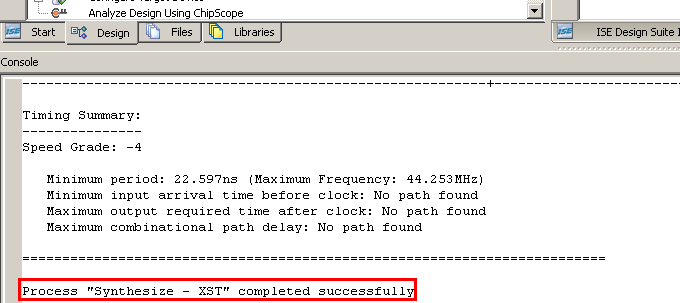 Analyze Design Using ChipScope
ISE Start Design Files Libraries
ISE ISE Design Suite
Console
Timing Summary:
---------------
Speed Grade: -4
Minimum period: 22.597ns (Maximum Frequency: 44.253MHz)
Minimum input arrival time before clock: No path found
Maximum output required time after clock: No path found
Maximum combinational path delay: No path found
=========================================================================
Process "Synthesize - XST" completed successfully